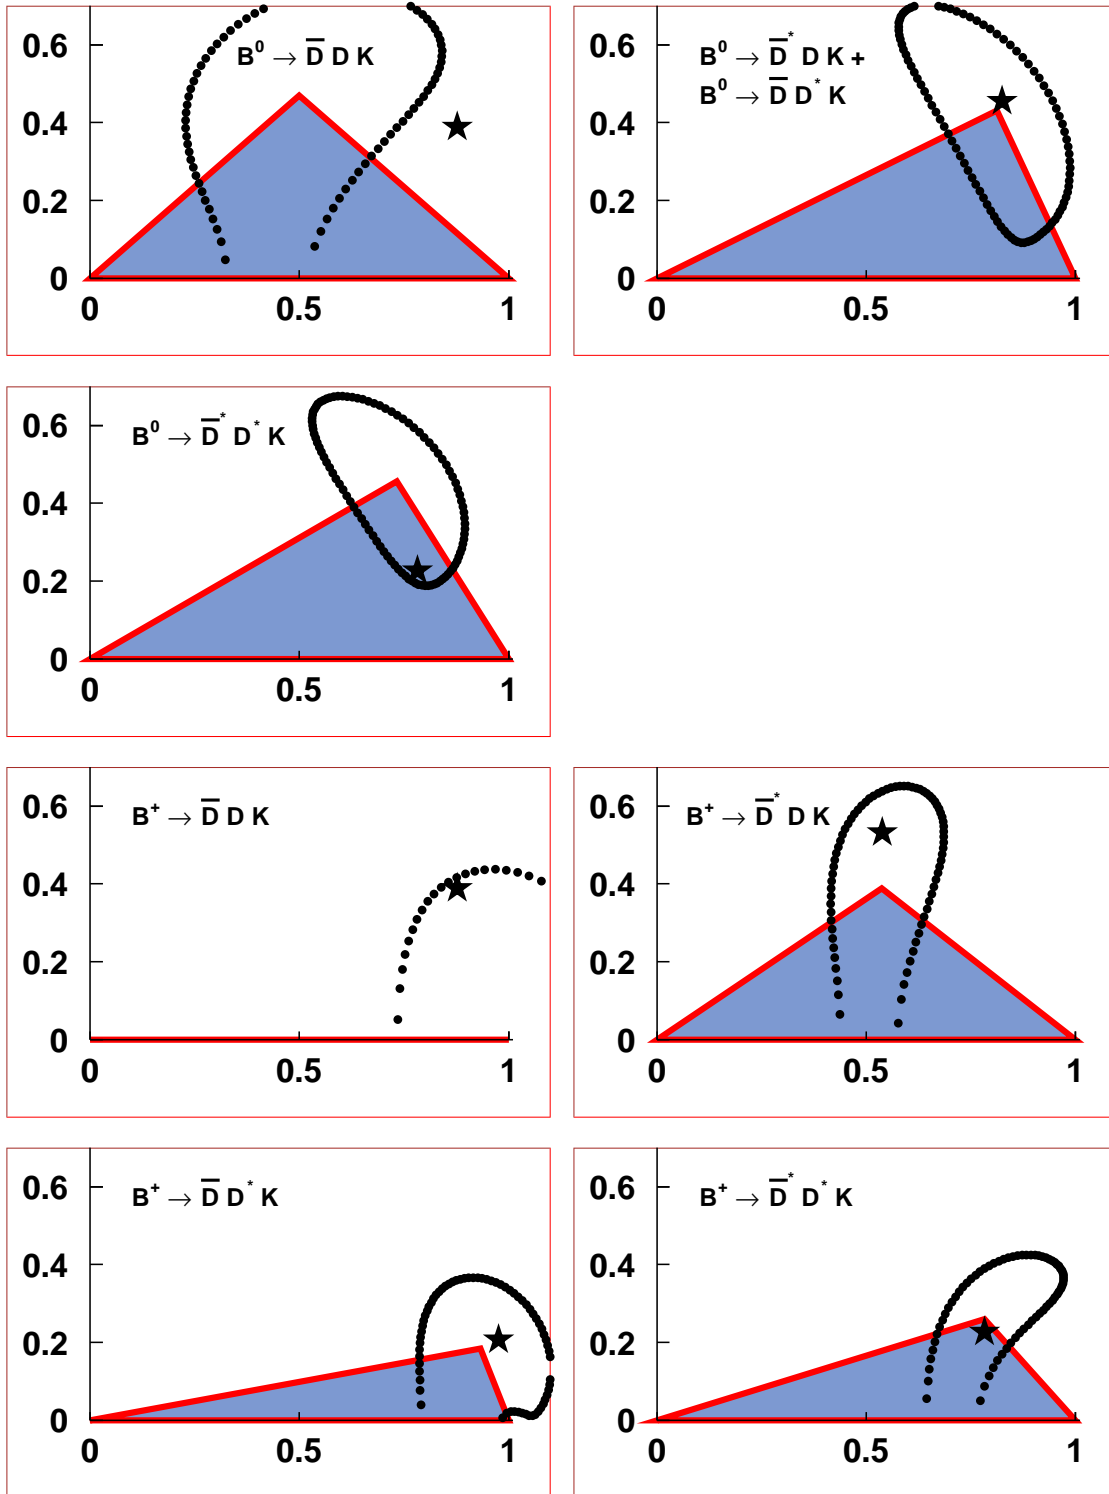 0.6
0.4
0.2
0
0 0.5 1
B⁰ → D̅ D K
0.6
0.4
0.2
0
0 0.5 1
B⁰ → D̅* D K +
B⁰ → D̅ D* K
0.6
0.4
0.2
0
0 0.5 1
B⁰ → D̅* D* K
0.6
0.4
0.2
0
0 0.5 1
B⁺ → D̅ D K
0.6
0.4
0.2
0
0 0.5 1
B⁺ → D̅* D K
0.6
0.4
0.2
0
0 0.5 1
B⁺ → D̅ D* K
0.6
0.4
0.2
0
0 0.5 1
B⁺ → D̅* D* K